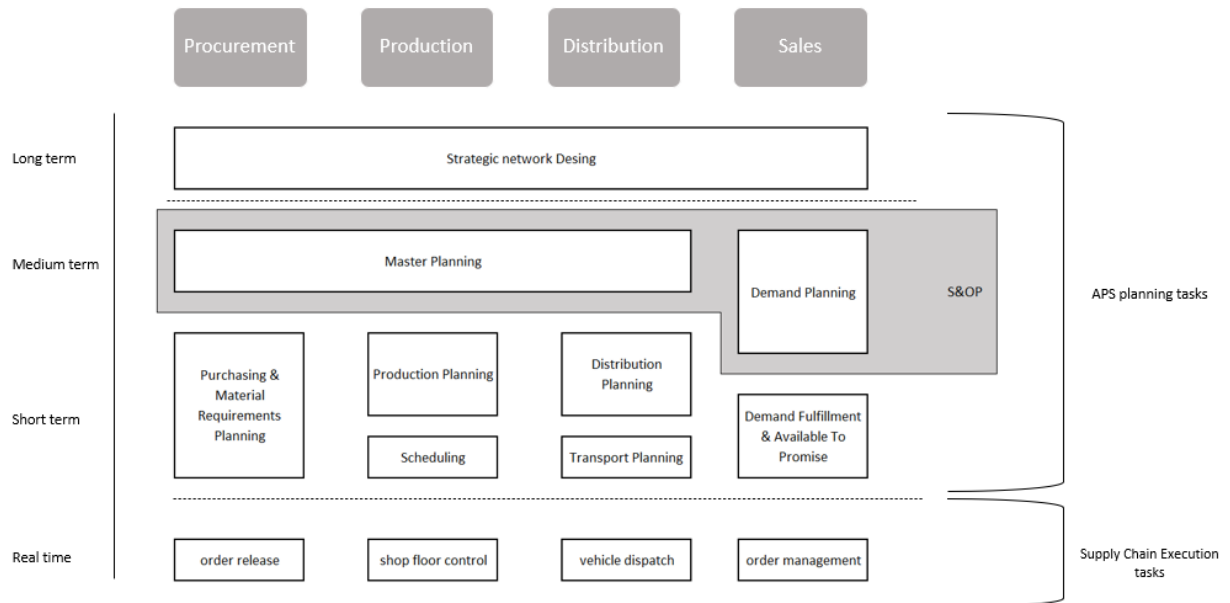 Procurement
Production
Distribution
Sales
Long term
Strategic network Desing
Medium term
Master Planning
Demand Planning
S&OP
APS planning tasks
Short term
Purchasing &
Material
Requirements
Planning
Production Planning
Distribution
Planning
Scheduling
Transport Planning
Demand Fulfillment
& Available To
Promise
Real time
order release
shop floor control
vehicle dispatch
order management
Supply Chain Execution
tasks